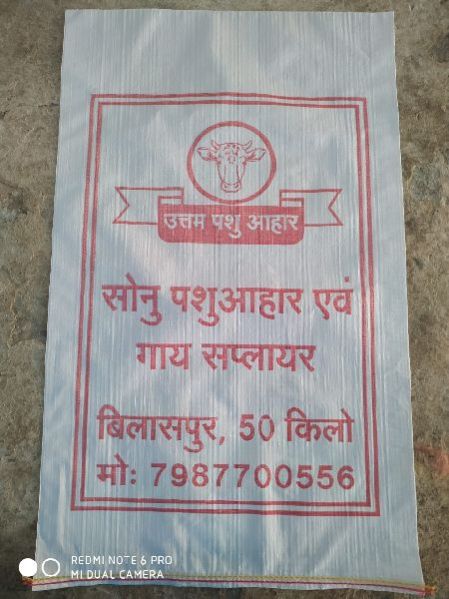 उत्तम पशु आहार
सोनु पशुआहार एवं
गाय सप्लायर
बिलासपुर, 50 किलो
मो: 7987700556
REDMI NOTE 6 PRO
MI DUAL CAMERA